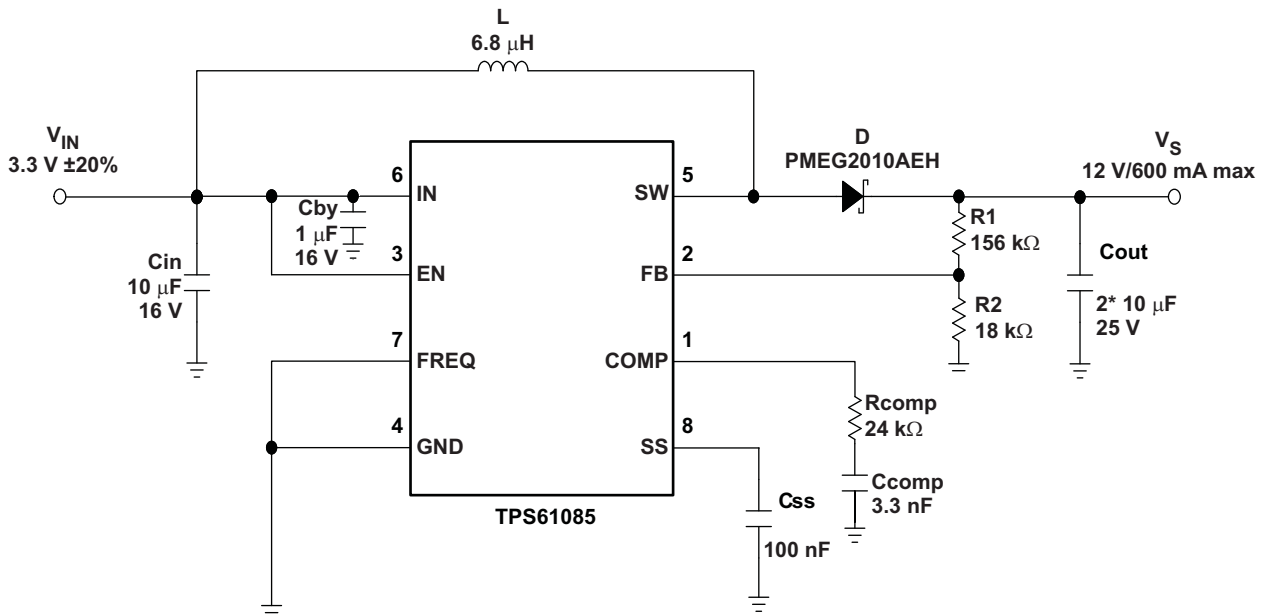 L
6.8 μH
V_IN
3.3 V ±20%
D
PMEG2010AEH
V_S
12 V/600 mA max
6
IN
SW
5
Cby
1 μF
16 V
R1
156 kΩ
Cin
10 μF
16 V
3
EN
FB
2
Cout
2* 10 μF
25 V
R2
18 kΩ
7
FREQ
COMP
1
Rcomp
24 kΩ
4
GND
SS
8
Ccomp
3.3 nF
Css
100 nF
TPS61085